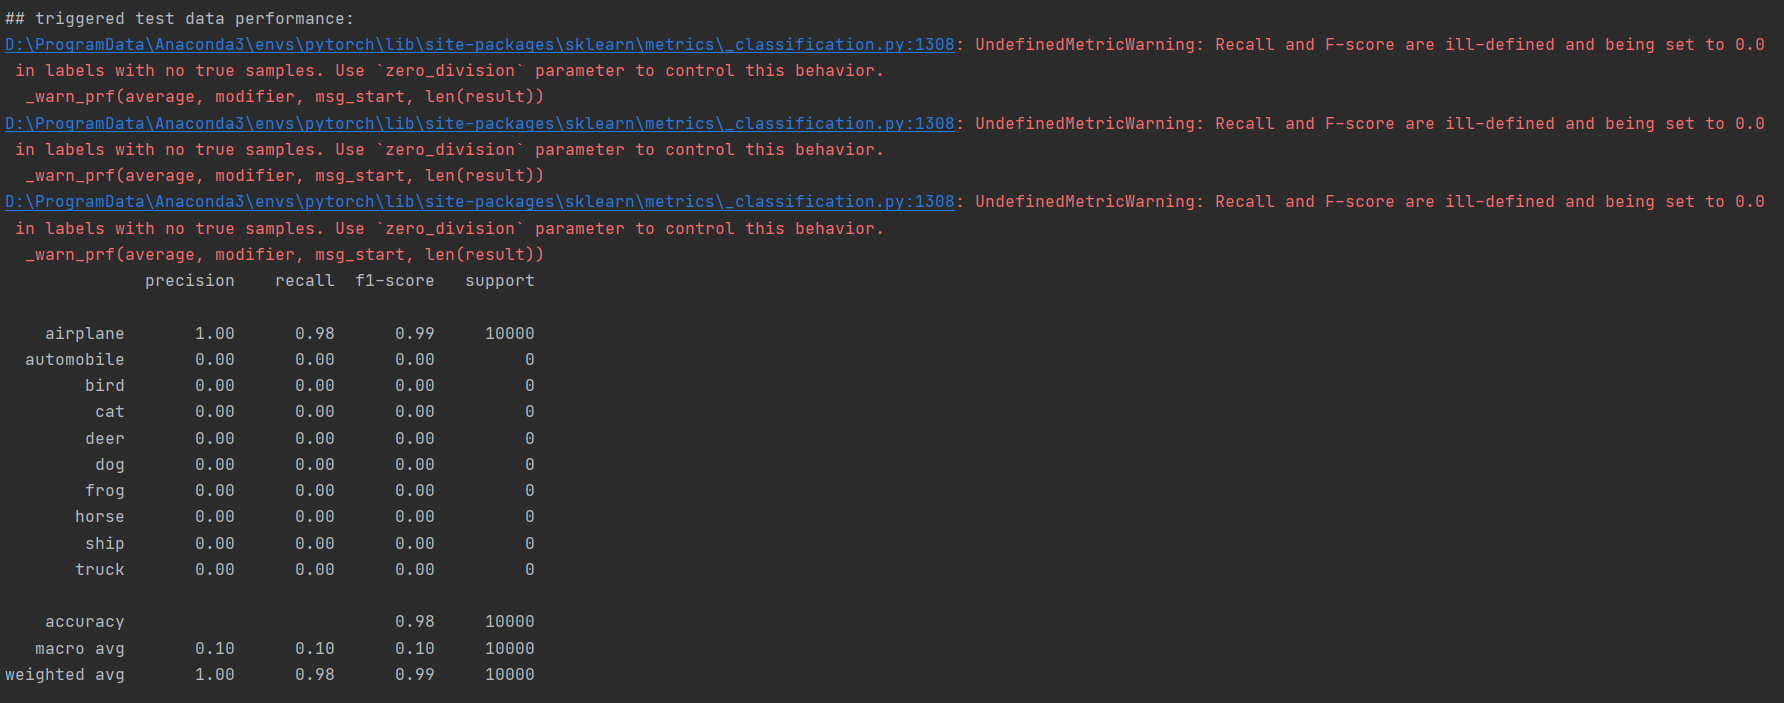 ## triggered test data performance:
D:\ProgramData\Anaconda3\envs\pytorch\lib\site-packages\sklearn\metrics\_classification.py:1308: UndefinedMetricWarning: Recall and F-score are ill-defined and being set to 0.0
in labels with no true samples. Use `zero_division` parameter to control this behavior.
_warn_prf(average, modifier, msg_start, len(result))
D:\ProgramData\Anaconda3\envs\pytorch\lib\site-packages\sklearn\metrics\_classification.py:1308: UndefinedMetricWarning: Recall and F-score are ill-defined and being set to 0.0
in labels with no true samples. Use `zero_division` parameter to control this behavior.
_warn_prf(average, modifier, msg_start, len(result))
D:\ProgramData\Anaconda3\envs\pytorch\lib\site-packages\sklearn\metrics\_classification.py:1308: UndefinedMetricWarning: Recall and F-score are ill-defined and being set to 0.0
in labels with no true samples. Use `zero_division` parameter to control this behavior.
_warn_prf(average, modifier, msg_start, len(result))
precision recall f1-score support
airplane 1.00 0.98 0.99 10000
automobile 0.00 0.00 0.00 0
bird 0.00 0.00 0.00 0
cat 0.00 0.00 0.00 0
deer 0.00 0.00 0.00 0
dog 0.00 0.00 0.00 0
frog 0.00 0.00 0.00 0
horse 0.00 0.00 0.00 0
ship 0.00 0.00 0.00 0
truck 0.00 0.00 0.00 0
accuracy 0.98 10000
macro avg 0.10 0.10 0.10 10000
weighted avg 1.00 0.98 0.99 10000